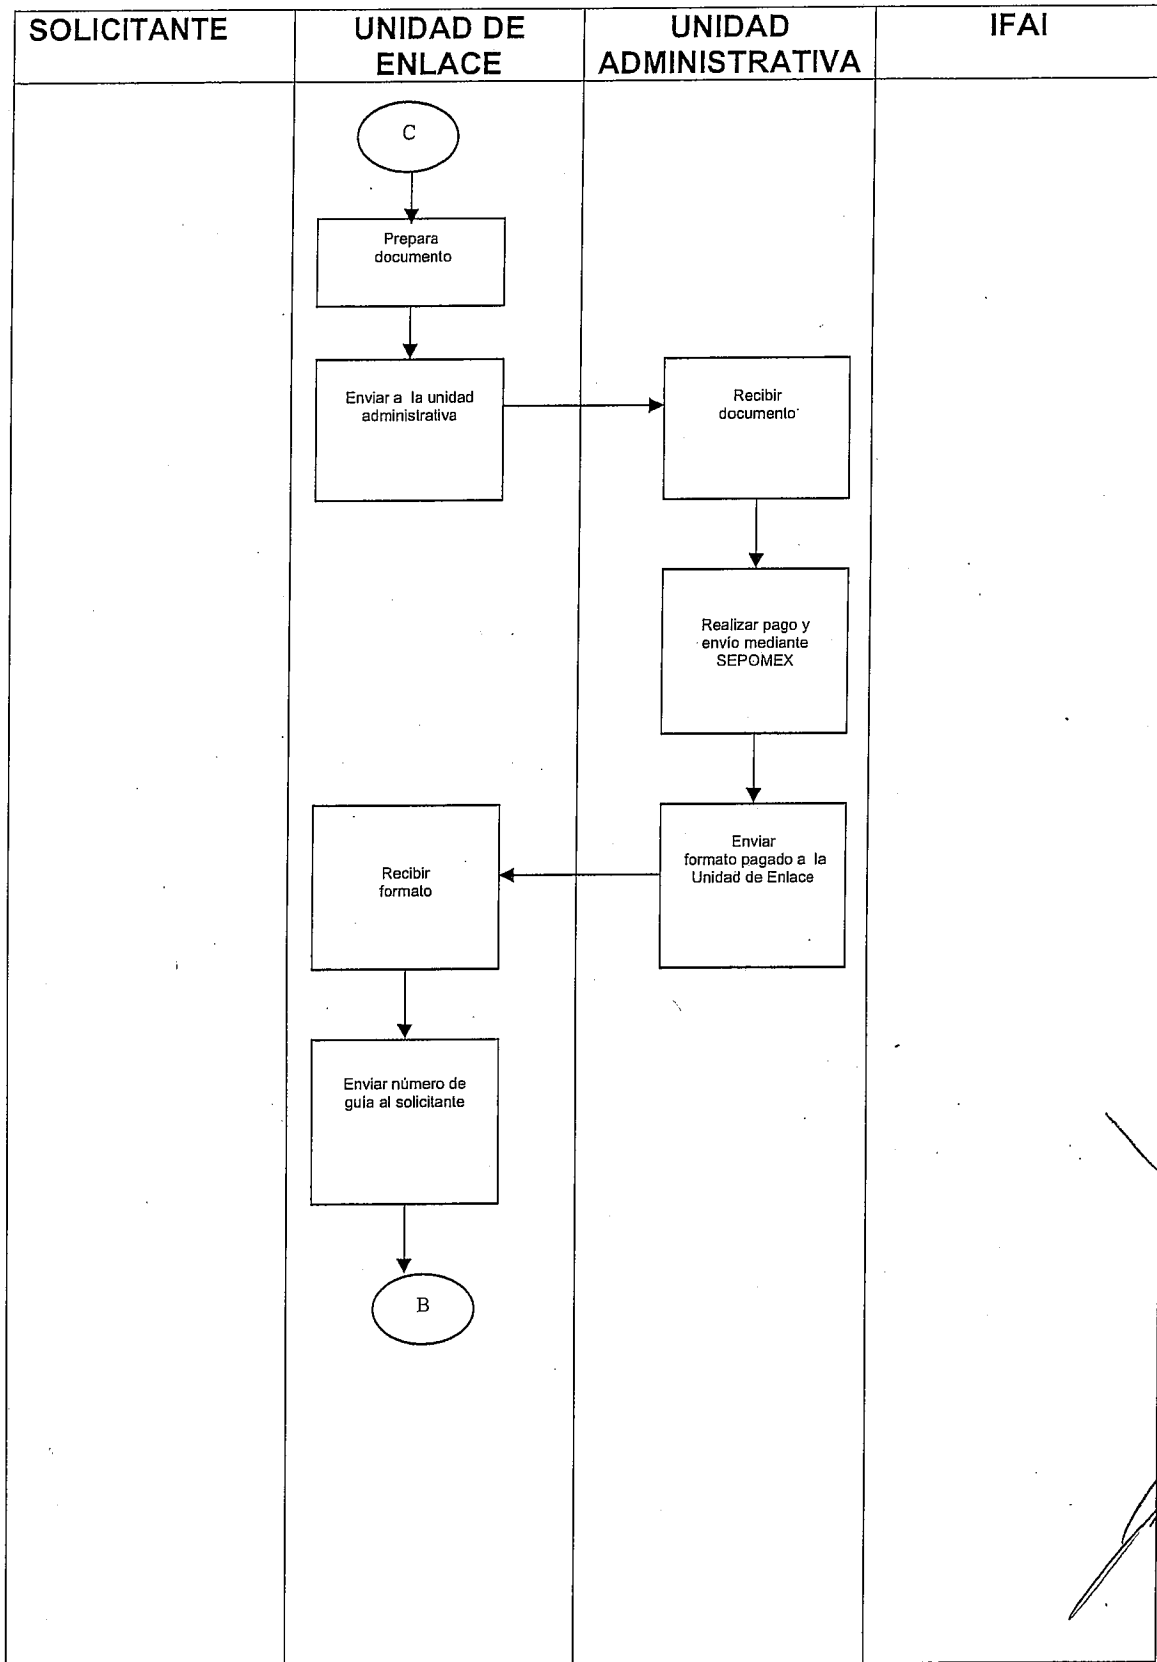 SOLICITANTE
UNIDAD DE
ENLACE
UNIDAD
ADMINISTRATIVA
IFAI
C
Prepara
documento
Enviar a la unidad
administrativa
Recibir
documento
Realizar pago y
envío mediante
SEPOMEX
Enviar
formato pagado a la
Unidad de Enlace
Recibir
formato
Enviar número de
guía al solicitante
B